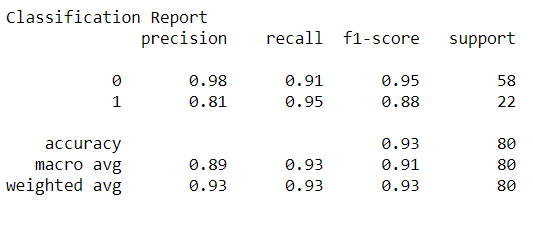 Classification Report
precision recall f1-score support
0 0.98 0.91 0.95 58
1 0.81 0.95 0.88 22
accuracy 0.93 80
macro avg 0.89 0.93 0.91 80
weighted avg 0.93 0.93 0.93 80